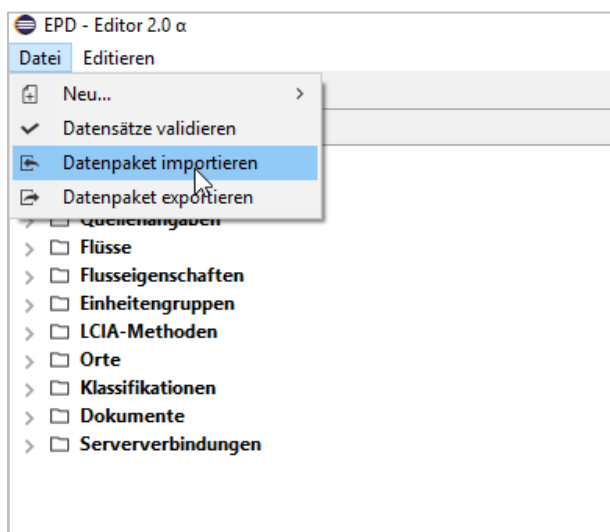 EPD - Editor 2.0 α
Datei Editieren
Neu...
Datensätze validieren
Datenpaket importieren
Datenpaket exportieren
Quellenangaben
Flüsse
Flusseigenschaften
Einheitengruppen
LCIA-Methoden
Orte
Klassifikationen
Dokumente
Serververbindungen